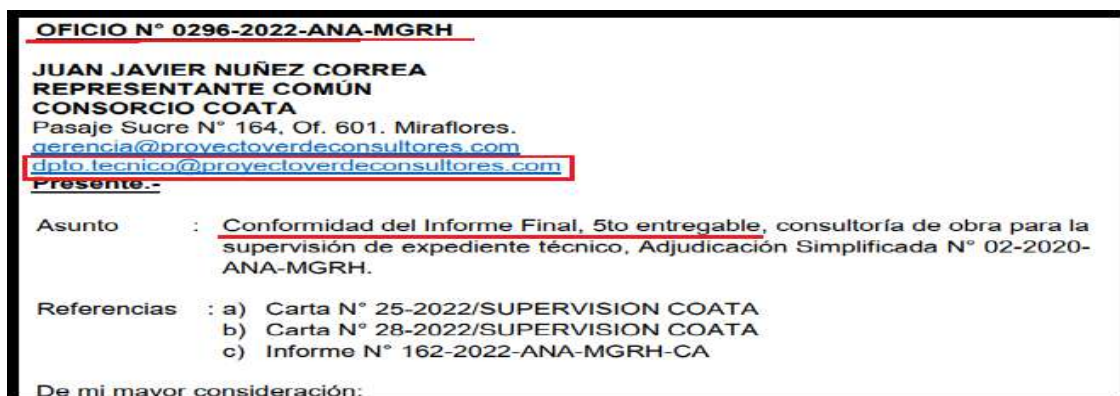 OFICIO N° 0296-2022-ANA-MGRH
JUAN JAVIER NUÑEZ CORREA
REPRESENTANTE COMÚN
CONSORCIO COATA
Pasaje Sucre N° 164, Of. 601. Miraflores.
gerencia@proyectoverdeconsultores.com
dpto.tecnico@proyectoverdeconsultores.com
Presente.-
Asunto : Conformidad del Informe Final, 5to entregable, consultoría de obra para la
supervisión de expediente técnico, Adjudicación Simplificada N° 02-2020-
ANA-MGRH.
Referencias : a) Carta N° 25-2022/SUPERVISION COATA
b) Carta N° 28-2022/SUPERVISION COATA
c) Informe N° 162-2022-ANA-MGRH-CA
De mi mayor consideración: